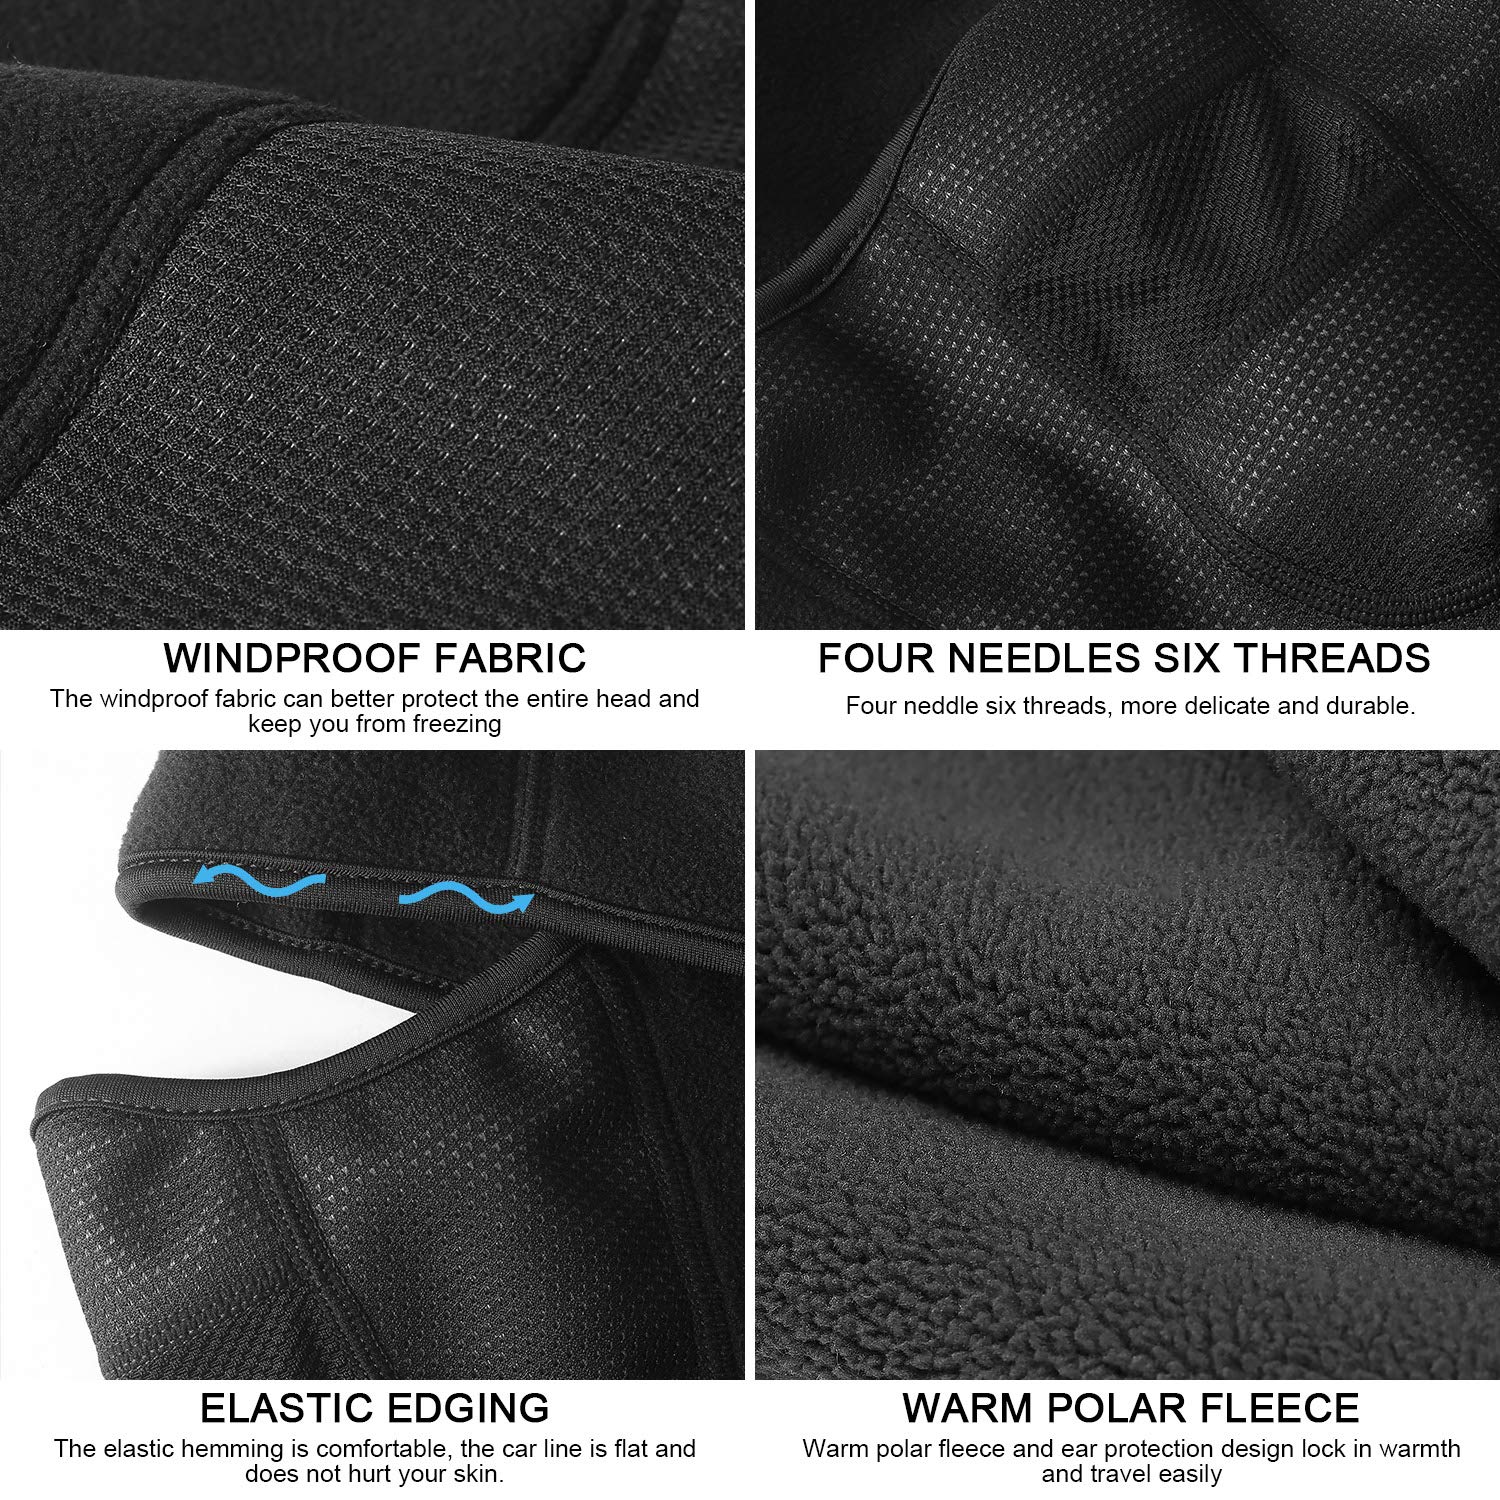 WINDPROOF FABRIC
The windproof fabric can better protect the entire head and
keep you from freezing
FOUR NEEDLES SIX THREADS
Four neddle six threads, more delicate and durable.
ELASTIC EDGING
The elastic hemming is comfortable, the car line is flat and
does not hurt your skin.
WARM POLAR FLEECE
Warm polar fleece and ear protection design lock in warmth
and travel easily